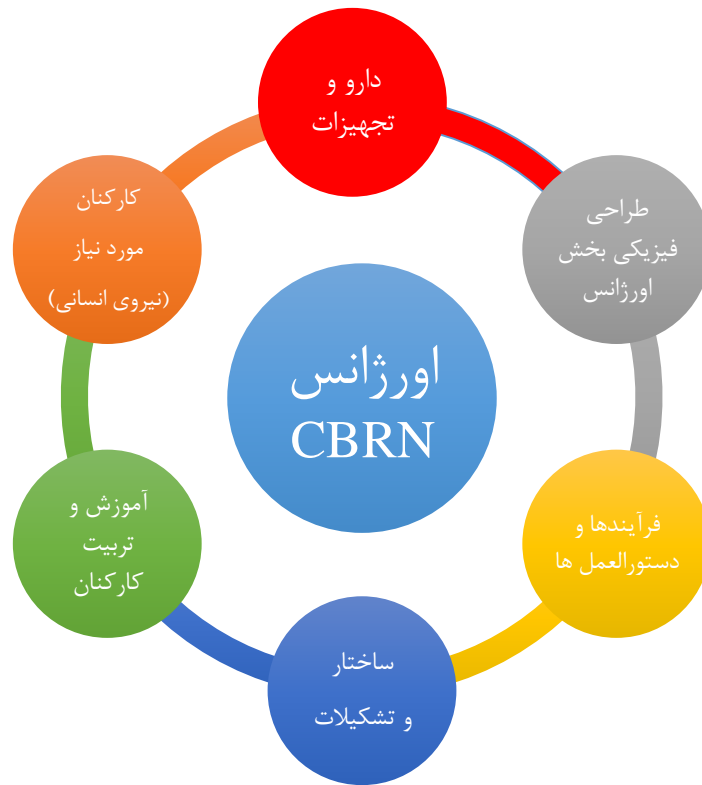 دارو و
تجهیزات
طراحی
فیزیکی بخش
اورژانس
فرآیندها و
دستورالعمل ها
ساختار
و تشکیلات
آموزش و
تربیت
کارکنان
کارکنان
مورد نیاز
(نیروی انسانی)
اورژانس
CBRN